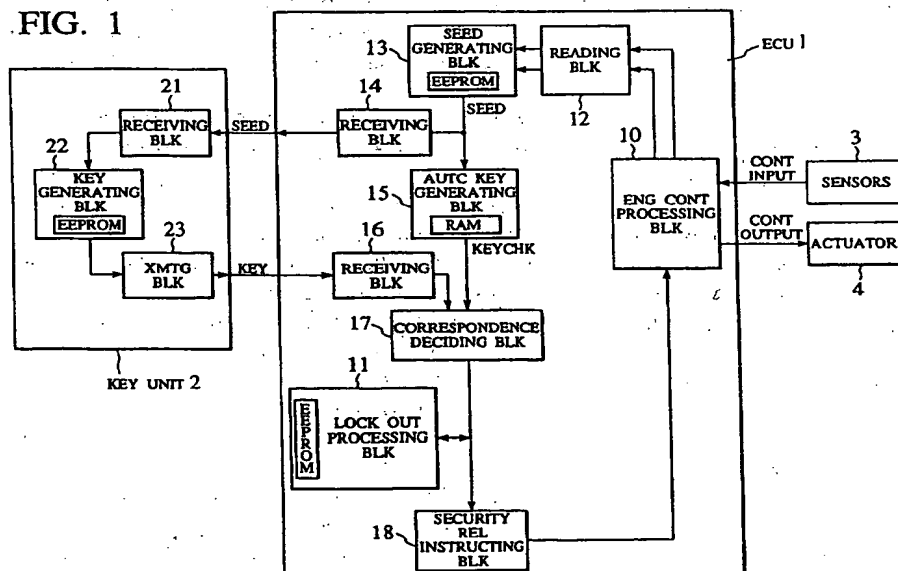 FIG. 1
13
SEED
GENERATING
BLK
EEPROM
READING
BLK
12
ECU 1
21
RECEIVING
BLK
SEED
14
RECEIVING
BLK
SEED
10
ENG CONT
PROCESSING
BLK
CONT
INPUT
3
SENSORS
CONT
OUTPUT
ACTUATOR
4
22
KEY
GENERATING
BLK
EEPROM
15
AUTC KEY
GENERATING
BLK
RAM
KEYCHK
23
XMTG
BLK
KEY
16
RECEIVING
BLK
17
CORRESPONDENCE
DECIDING BLK
KEY UNIT 2
11
EEPROM
LOCK OUT
PROCESSING
BLK
18
SECURITY
REL
INSTRUCTING
BLK